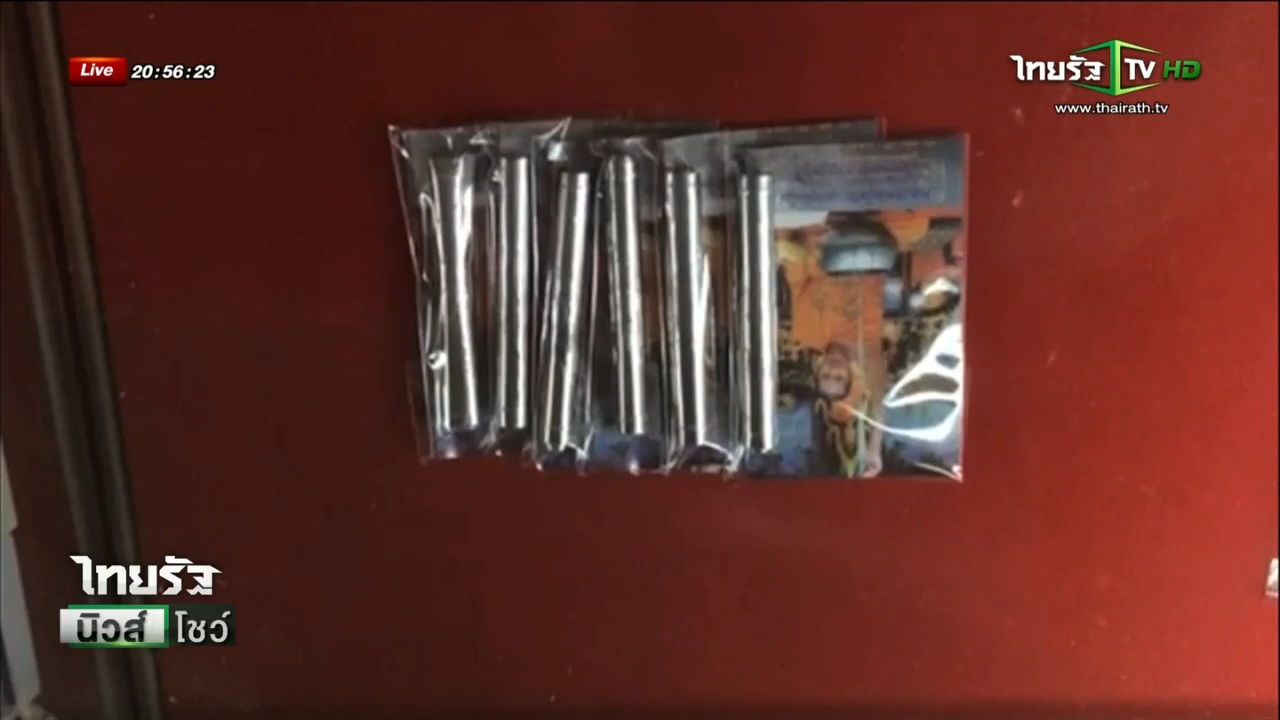 Live 20:56:23
ไทยรัฐ TV HD
www.thairath.tv
ไทยรัฐ
นิวส์ โชว์